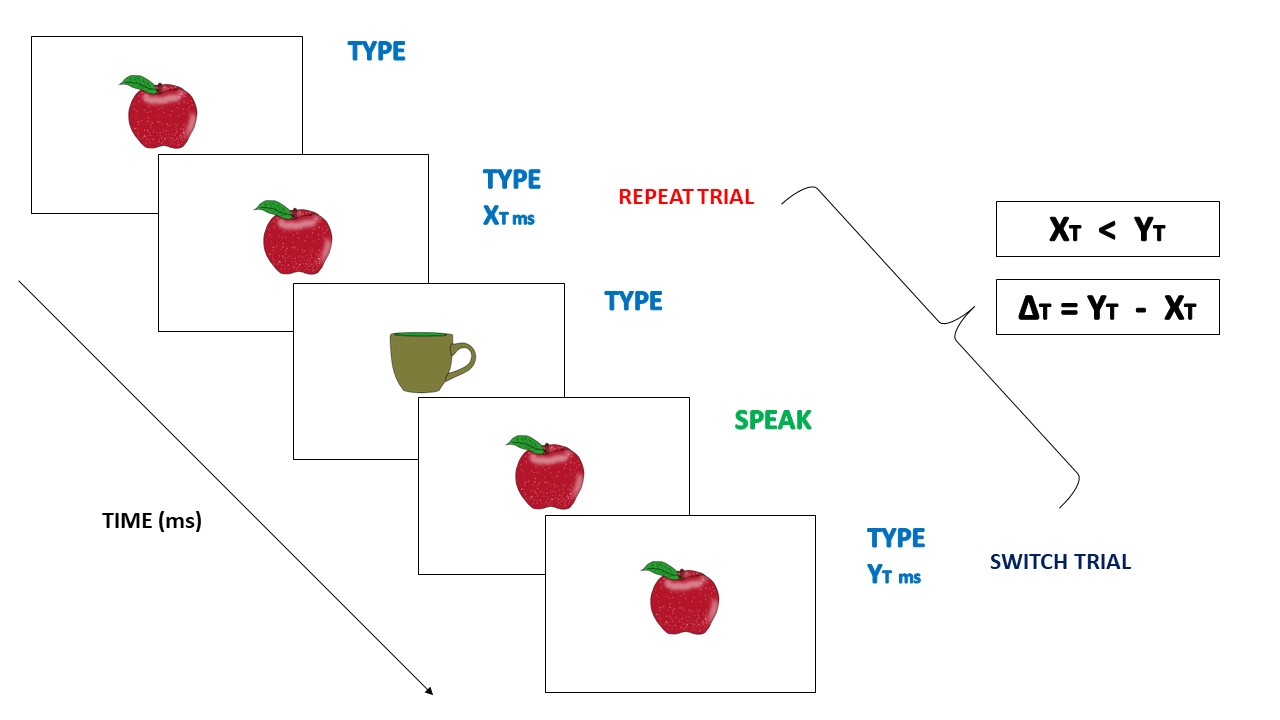 TYPE
TYPE
XT ms
REPEAT TRIAL
XT < YT
ΔT = YT - XT
TYPE
SPEAK
TIME (ms)
TYPE
YT ms
SWITCH TRIAL